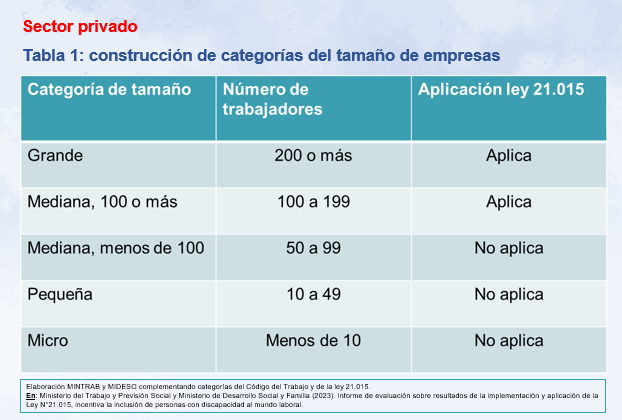 Sector privado
Tabla 1: construcción de categorías del tamaño de empresas
Categoría de tamaño
Número de
trabajadores
Aplicación ley 21.015
Grande
200 o más
Aplica
Mediana, 100 o más
100 a 199
Aplica
Mediana, menos de 100
50 a 99
No aplica
Pequeña
10 a 49
No aplica
Micro
Menos de 10
No aplica
Elaboración MINTRAB y MIDESO complementando categorías del Código del Trabajo y de la ley 21.015.
En: Ministerio del Trabajo y Previsión Social y Ministerio de Desarrollo Social y Familia (2023). Informe de evaluación sobre resultados de la implementación y aplicación de la
Ley N°21.015, incentiva la inclusión de personas con discapacidad al mundo laboral.